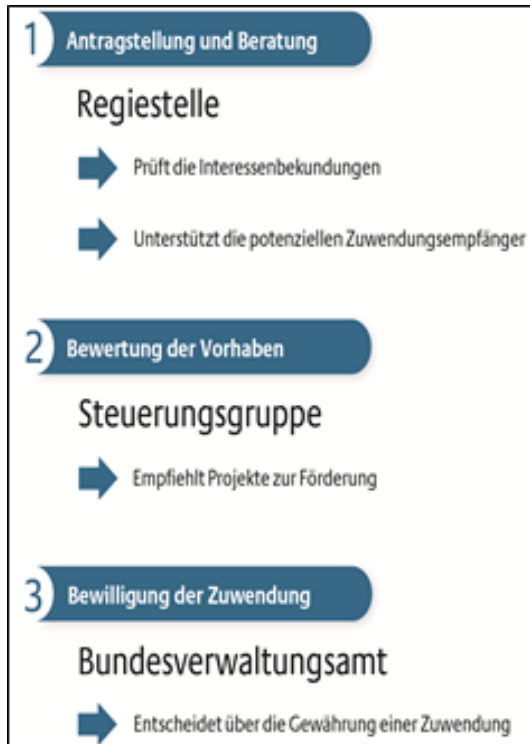 1 Antragstellung und Beratung
Regiestelle
Prüft die Interessenbekundungen
Unterstützt die potenziellen Zuwendungsempfänger
2 Bewertung der Vorhaben
Steuerungsgruppe
Empfiehlt Projekte zur Förderung
3 Bewilligung der Zuwendung
Bundesverwaltungsamt
Entscheidet über die Gewährung einer Zuwendung